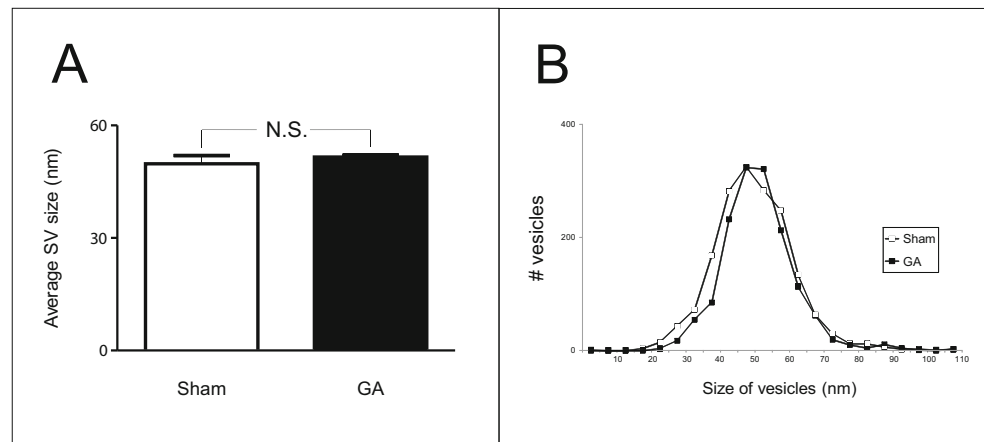 A
Average SV size (nm)
60
30
0
N.S.
Sham
GA
B
# vesicles
400
200
0
10
20
30
40
50
60
70
80
90
100
110
Size of vesicles (nm)
Sham
GA